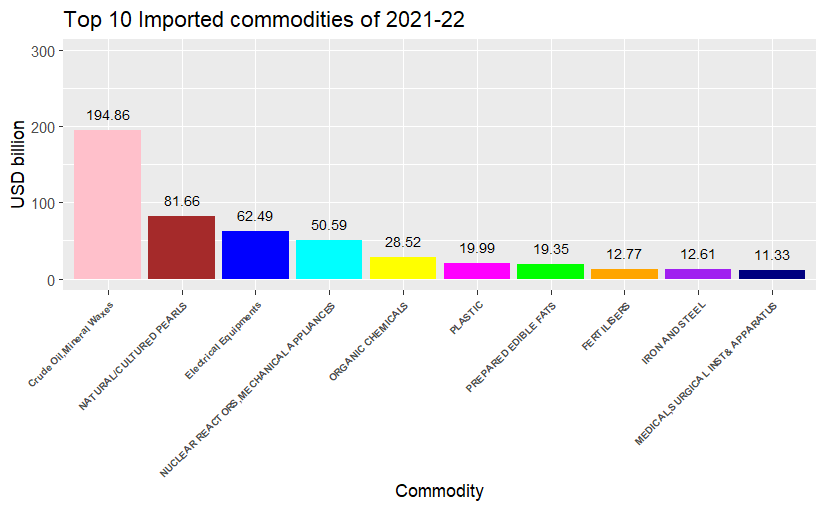 Top 10 Imported commodities of 2021-22
USD billion
300
200
100
0
194.86
81.66
62.49
50.59
28.52
19.99
19.35
12.77
12.61
11.33
Crude Oil,Mineral Waxes
NATURAL/CULTURED PEARLS
Electrical Equipments
NUCLEAR REACTORS,MECHANICAL APPLIANCES
ORGANIC CHEMICALS
PLASTIC
PREPARED EDIBLE FATS
FERTILISERS
IRON AND STEEL
MEDICAL,SURGICAL INST& APPARATUS
Commodity